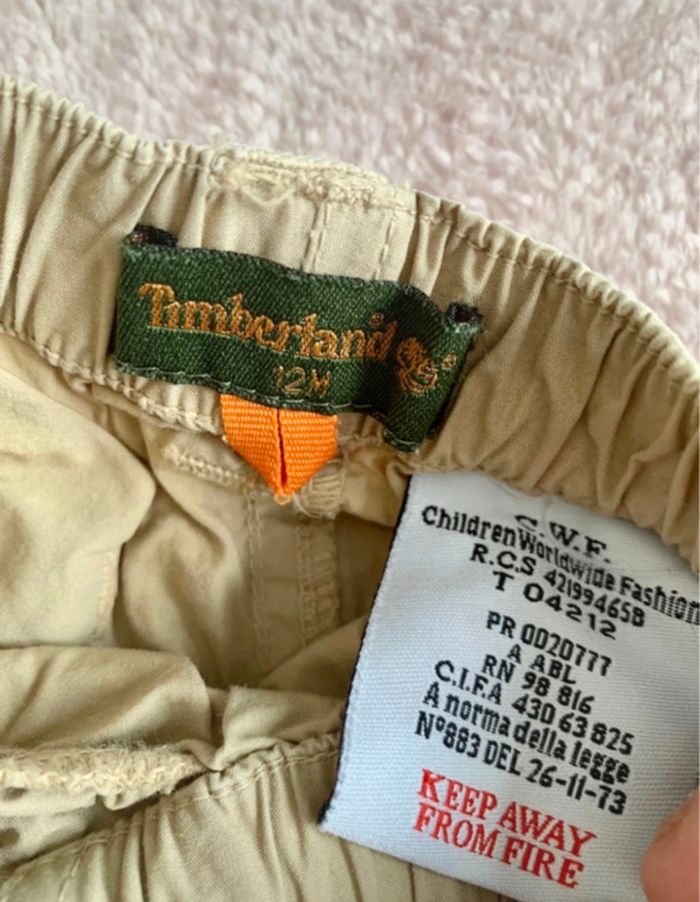 Timberland®
12M
C.W.F.
Children Worldwide Fashion
R.C.S 421994658
T 04212
PR 0020777
A ABL
RN 98 816
C.I.F.A 430 63 825
A norma della legge
N°883 DEL 26-11-73
KEEP AWAY
FROM FIRE